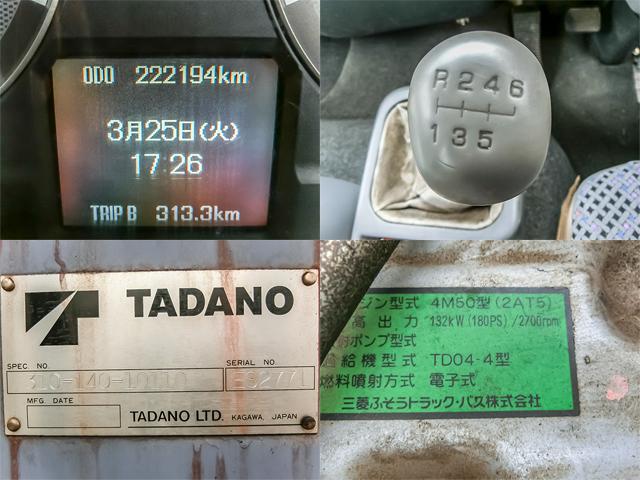 ODO 222194km
3月25日(火)
17:26
TRIP B 313.3km
R 2 4 6
1 3 5
TADANO
SPEC. NO.
SERIAL NO.
MFG. DATE
TADANO LTD. KAGAWA, JAPAN
ジン型式 4M50型(2AT5)
高出力 132kW(180PS)/2700rpm
射ポンプ型式
給機型式 TD04-4型
燃料噴射方式 電子式
三菱ふそうトラック・バス株式会社